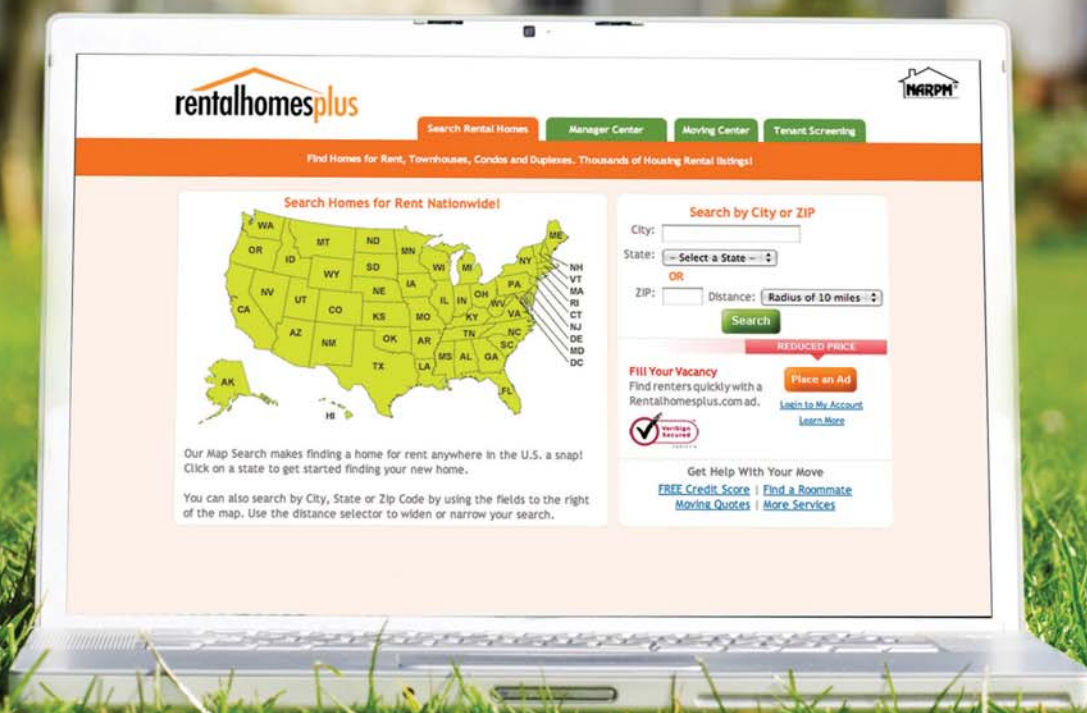 rentalhomesplus
NARPM
Search Rental Homes
Manager Center
Moving Center
Tenant Screening
Find Homes for Rent, Townhouses, Condos and Duplexes. Thousands of Housing Rental listings!
Search Homes for Rent Nationwide!
WA
OR
ID
MT
ND
MN
WI
MI
NY
ME
NH
VT
MA
RI
CT
NJ
DE
MD
DC
CA
NV
UT
WY
SD
NE
IA
IL
IN
OH
PA
WV
VA
CO
KS
MO
KY
NC
AZ
NM
OK
AR
TN
SC
TX
LA
MS
AL
GA
FL
AK
HI
Our Map Search makes finding a home for rent anywhere in the U.S. a snap!
Click on a state to get started finding your new home.
You can also search by City, State or Zip Code by using the fields to the right
of the map. Use the distance selector to widen or narrow your search.
Search by City or ZIP
City:
State: - Select a State -
OR
ZIP: Distance: Radius of 10 miles
Search
REDUCED PRICE
Fill Your Vacancy
Find renters quickly with a
Rentalhomesplus.com ad.
Place an Ad
Login to My Account
Learn More
VeriSign
Secured
Get Help With Your Move
FREE Credit Score | Find a Roommate
Moving Quotes | More Services